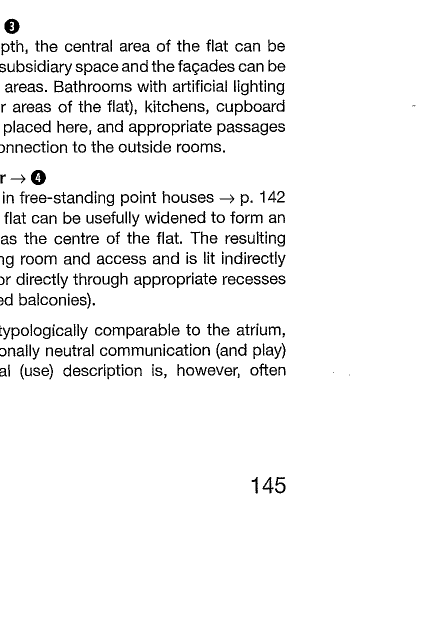 ❸
pth, the central area of the flat can be
subsidiary space and the façades can be
areas. Bathrooms with artificial lighting
r areas of the flat), kitchens, cupboard
placed here, and appropriate passages
onnection to the outside rooms.
r → ❹
in free-standing point houses → p. 142
flat can be usefully widened to form an
as the centre of the flat. The resulting
ng room and access and is lit indirectly
or directly through appropriate recesses
ed balconies).
typologically comparable to the atrium,
onally neutral communication (and play)
al (use) description is, however, often
145